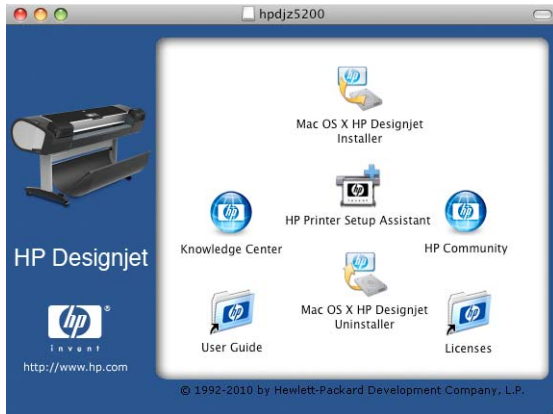 hpdjz5200
Mac OS X HP Designjet
Installer
HP Printer Setup Assistant
Knowledge Center
HP Community
Mac OS X HP Designjet
Uninstaller
User Guide
Licenses
HP Designjet
hp
invent
http://www.hp.com
© 1992-2010 by Hewlett-Packard Development Company, L.P.